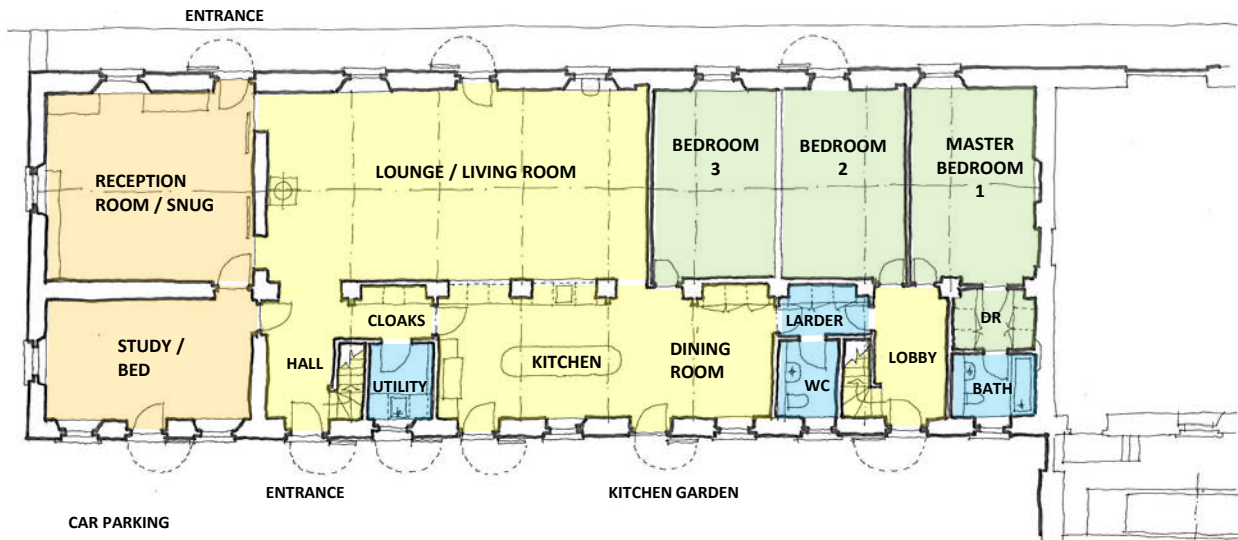 ENTRANCE
RECEPTION
ROOM / SNUG
LOUNGE / LIVING ROOM
BEDROOM
3
BEDROOM
2
MASTER
BEDROOM
1
STUDY /
BED
HALL
CLOAKS
UTILITY
KITCHEN
DINING
ROOM
LARDER
WC
LOBBY
DR
BATH
ENTRANCE
KITCHEN GARDEN
CAR PARKING